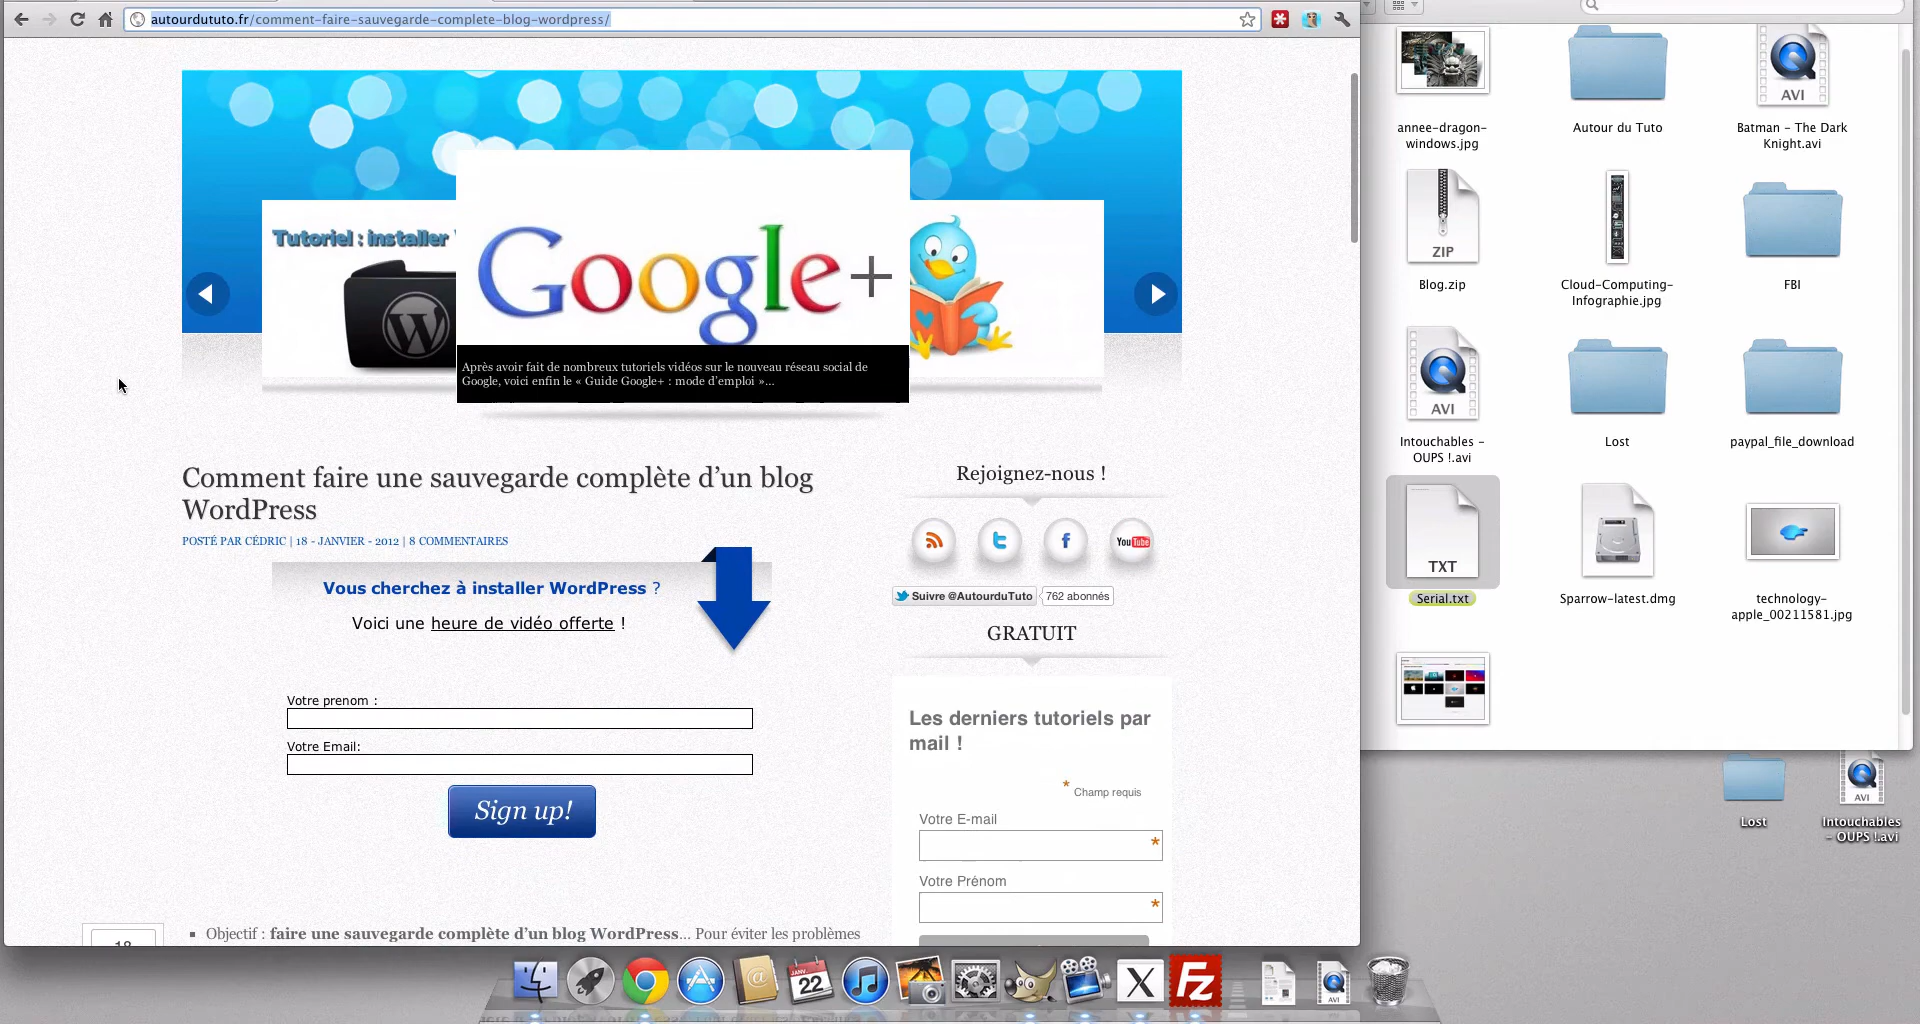 autourdututo.fr/comment-faire-sauvegarde-complete-blog-wordpress/
Tutoriel : installer
Google+
Après avoir fait de nombreux tutoriels vidéos sur le nouveau réseau social de
Google, voici enfin le « Guide Google+ : mode d'emploi »...
Comment faire une sauvegarde complète d'un blog
WordPress
POSTÉ PAR CÉDRIC | 18 - JANVIER - 2012 | 8 COMMENTAIRES
Vous cherchez à installer WordPress ?
Voici une heure de vidéo offerte !
Votre prenom :
Votre Email:
Sign up!
18
▪ Objectif : faire une sauvegarde complète d'un blog WordPress... Pour éviter les problèmes
Rejoignez-nous !
You Tube
Suivre @AutourduTuto
762 abonnés
GRATUIT
Les derniers tutoriels par
mail !
* Champ requis
Votre E-mail
*
Votre Prénom
*
annee-dragon-
windows.jpg
Autour du Tuto
AVI
Batman - The Dark
Knight.avi
ZIP
Blog.zip
Cloud-Computing-
Infographie.jpg
FBI
AVI
Intouchables -
OUPS !.avi
Lost
paypal_file_download
TXT
Serial.txt
Sparrow-latest.dmg
technology-
apple_00211581.jpg
Lost
AVI
Intouchables
- OUPS !.avi
JANV.
22
X
Fz
AVI